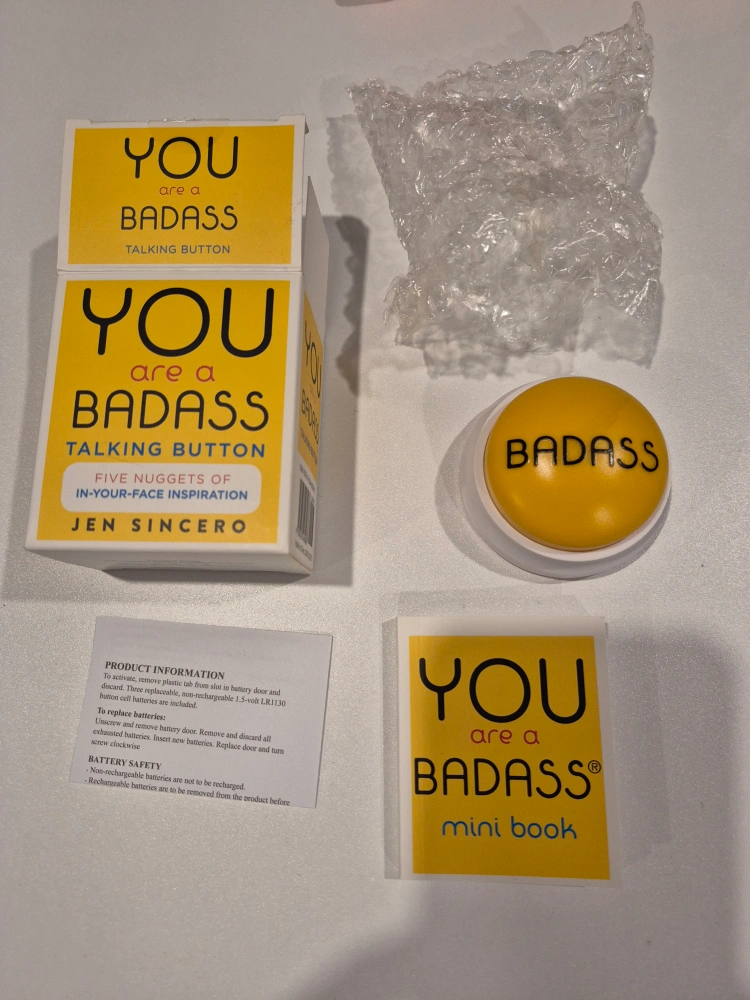 YOU
are a
BADASS
TALKING BUTTON
YOU
are a
BADASS
TALKING BUTTON
FIVE NUGGETS OF
IN-YOUR-FACE INSPIRATION
JEN SINCERO
YOU
BADASS
BADASS
PRODUCT INFORMATION
To activate, remove plastic tab from slot in battery door and
discard. Three replaceable, non-rechargeable 1.5-volt LR1130
button cell batteries are included.
To replace batteries:
Unscrew and remove battery door. Remove and discard all
exhausted batteries. Insert new batteries. Replace door and turn
screw clockwise
BATTERY SAFETY
- Non-rechargeable batteries are not to be recharged.
- Rechargeable batteries are to be removed from the product before
YOU
are a
BADASS®
mini book